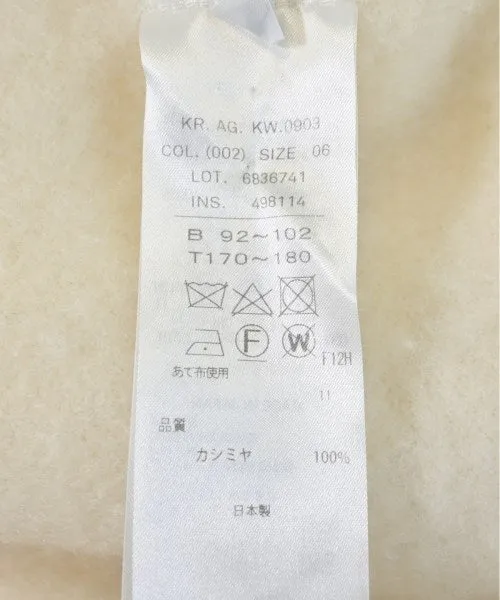 KR. AG. KW.0903
COL. (002) SIZE 06
LOT. 6836741
INS. 498114
B 92～102
T170～180
F W F12H
あて布使用
11
品質
カシミヤ 100%
日本製